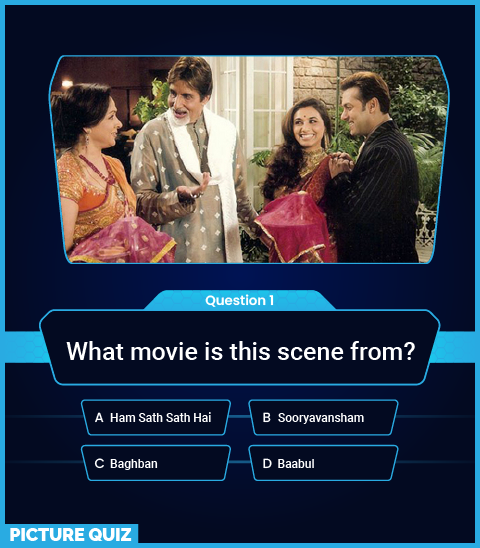 Question 1
What movie is this scene from?
A Ham Sath Sath Hai
B Sooryavansham
C Baghban
D Baabul
PICTURE QUIZ